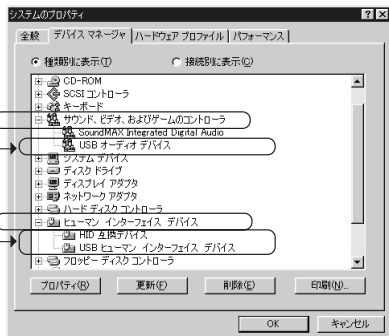 システムのプロパティ
全般 デバイス マネージャ ハードウェア プロファイル パフォーマンス
種類別に表示(T) 接続別に表示(C)
CD-ROM
SCSI コントローラ
キーボード
サウンド、ビデオ、およびゲームのコントローラ
SoundMAX Integrated Digital Audio
USB オーディオ デバイス
システム デバイス
ディスク ドライブ
ディスプレイ アダプタ
ネットワーク アダプタ
ハード ディスク コントローラ
ヒューマン インターフェイス デバイス
HID 互換デバイス
USB ヒューマン インターフェイス デバイス
フロッピー ディスク コントローラ
プロパティ(R) 更新(F) 削除(E) 印刷(N)...
OK キャンセル